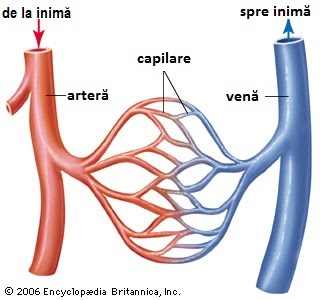 de la inimă
spre inimă
capilare
arteră
venă
© 2006 Encyclopædia Britannica, Inc.